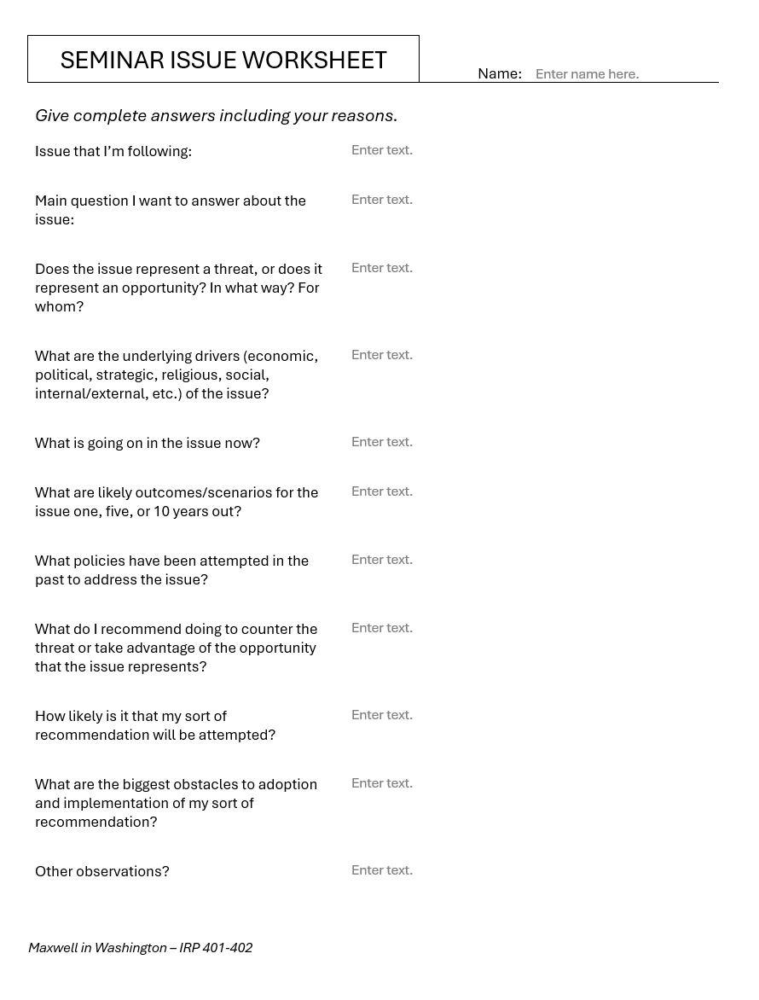 SEMINAR ISSUE WORKSHEET
Name: Enter name here.
Give complete answers including your reasons.
Issue that I’m following: Enter text.
Main question I want to answer about the Enter text.
issue:
Does the issue represent a threat, or does it Enter text.
represent an opportunity? In what way? For
whom?
What are the underlying drivers (economic, Enter text.
political, strategic, religious, social,
internal/external, etc.) of the issue?
What is going on in the issue now? Enter text.
What are likely outcomes/scenarios for the Enter text.
issue one, five, or 10 years out?
What policies have been attempted in the Enter text.
past to address the issue?
What do I recommend doing to counter the Enter text.
threat or take advantage of the opportunity
that the issue represents?
How likely is it that my sort of Enter text.
recommendation will be attempted?
What are the biggest obstacles to adoption Enter text.
and implementation of my sort of
recommendation?
Other observations? Enter text.
Maxwell in Washington – IRP 401-402